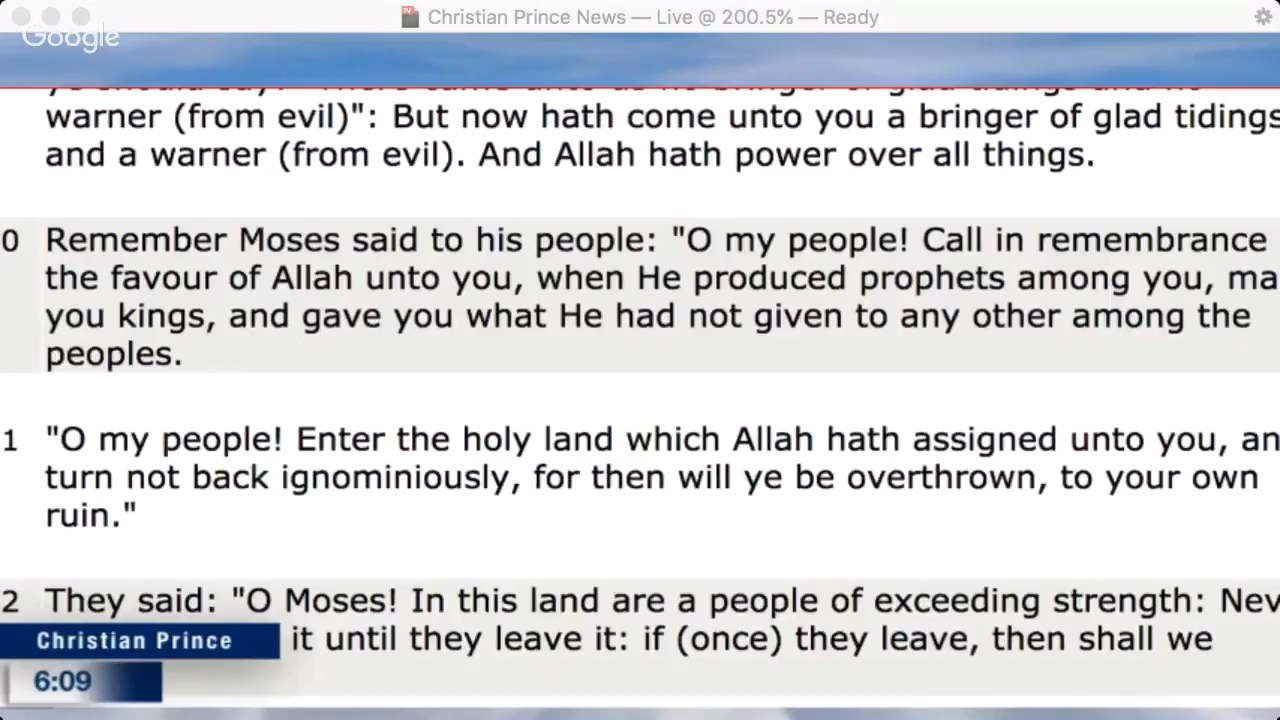 Christian Prince News — Live @ 200.5% — Ready
Google
warner (from evil)": But now hath come unto you a bringer of glad tidings
and a warner (from evil). And Allah hath power over all things.
0 Remember Moses said to his people: "O my people! Call in remembrance
the favour of Allah unto you, when He produced prophets among you, ma
you kings, and gave you what He had not given to any other among the
peoples.
1 "O my people! Enter the holy land which Allah hath assigned unto you, an
turn not back ignominiously, for then will ye be overthrown, to your own
ruin."
2 They said: "O Moses! In this land are a people of exceeding strength: Nev
it until they leave it: if (once) they leave, then shall we
Christian Prince
6:09